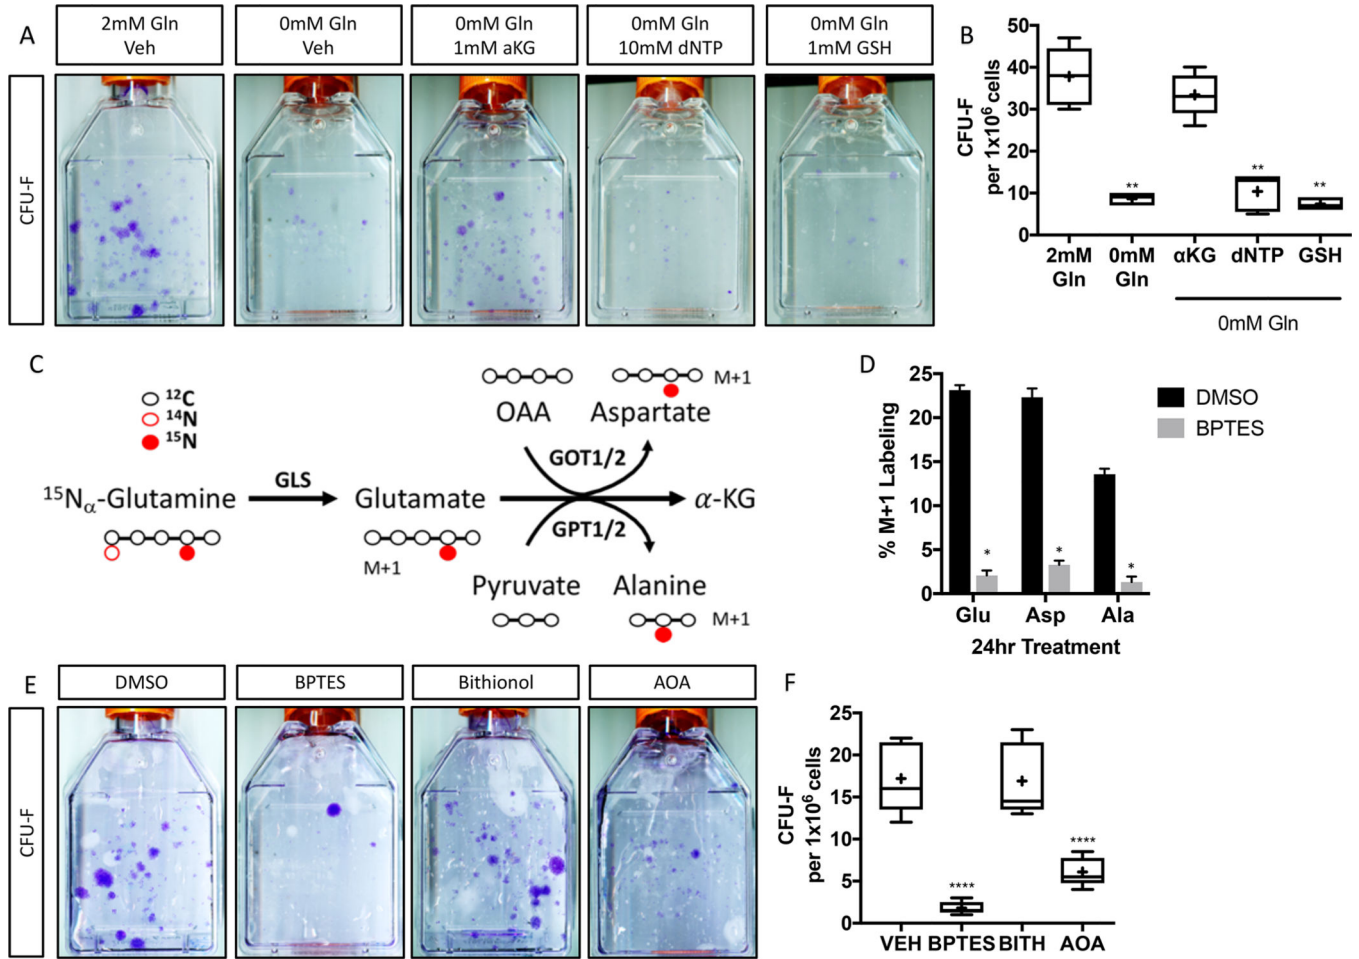 A
2mM Gln
Veh
0mM Gln
Veh
0mM Gln
1mM aKG
0mM Gln
10mM dNTP
0mM Gln
1mM GSH
CFU-F
B
CFU-F
per 1x10⁶ cells
50
40
30
20
10
0
**
**
**
2mM
Gln
0mM
Gln
αKG
dNTP
GSH
0mM Gln
C
¹²C
¹⁴N
¹⁵N
OAA
Aspartate
M+1
GOT1/2
¹⁵Nα-Glutamine
GLS
Glutamate
α-KG
M+1
GPT1/2
Pyruvate
Alanine
M+1
D
% M+1 Labeling
25
20
15
10
5
0
*
*
*
Glu
Asp
Ala
24hr Treatment
DMSO
BPTES
E
DMSO
BPTES
Bithionol
AOA
CFU-F
F
CFU-F
per 1x10⁶ cells
25
20
15
10
5
0
****
****
VEH
BPTES
BITH
AOA